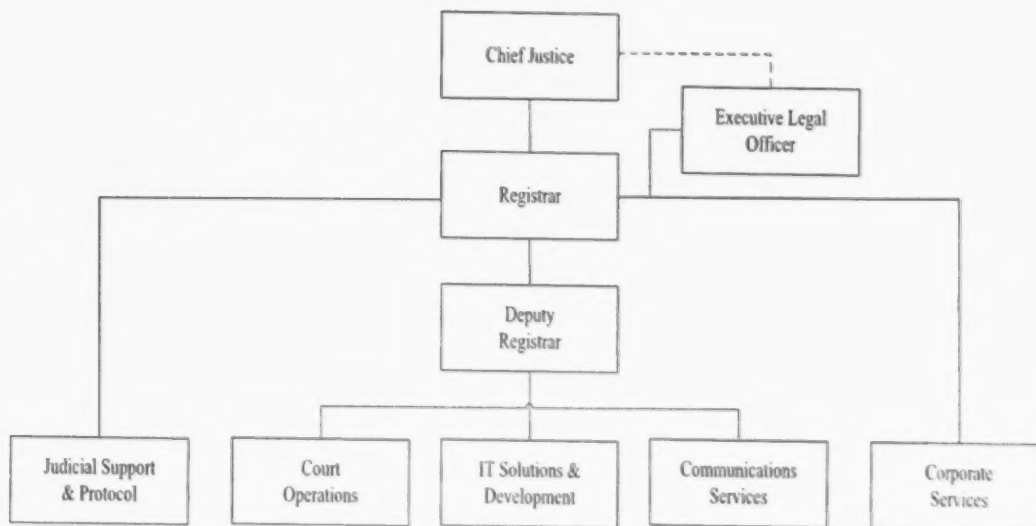 Chief Justice
Executive Legal
Officer
Registrar
Deputy
Registrar
Judicial Support
& Protocol
Court
Operations
IT Solutions &
Development
Communications
Services
Corporate
Services